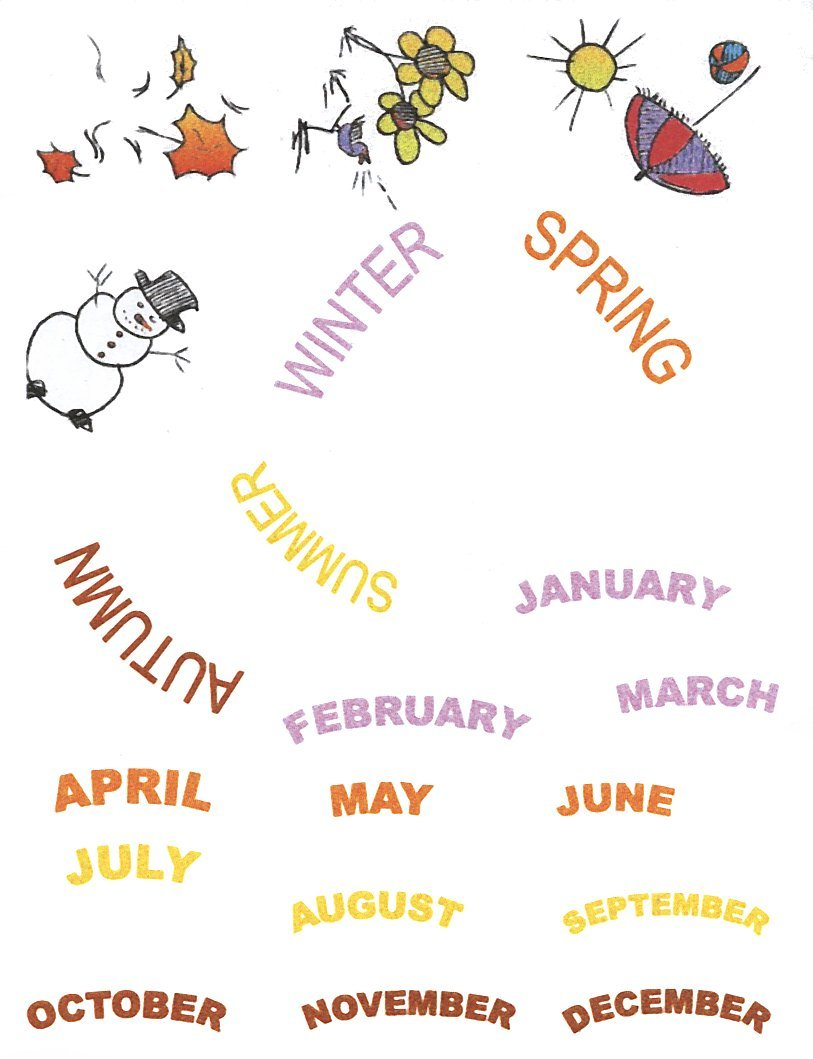 WINTER
SPRING
SUMMER
AUTUMN
JANUARY
FEBRUARY
MARCH
APRIL
MAY
JUNE
JULY
AUGUST
SEPTEMBER
OCTOBER
NOVEMBER
DECEMBER